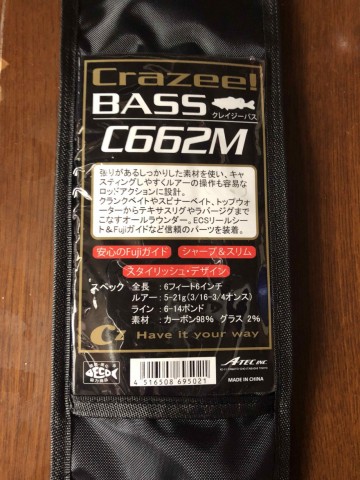 Crazee!
BASS
クレイジーバス
C662M
張りがあるしっかりした素材を使い、キャ
スティングしやすくルアーの操作も容易な
ロッドアクションに設計。
クランクベイトやスピナーベイト、トップウォ
ーターからテキサスリグやラバージグまで
こなすオールラウンダー。ECSリールシー
ト&Fujiガイドなど信頼のパーツを装着。
安心のFujiガイド
シャープ&スリム
スタイリッシュ・デザイン
スペック
全長 : 6フィート6インチ
ルアー : 5-21g(3/16-3/4オンス)
ライン : 6-14ポンド
素材 : カーボン98% グラス 2%
Cz Have it your way
ECO
4 516508 695021
A-TEC INC.
MADE IN CHINA